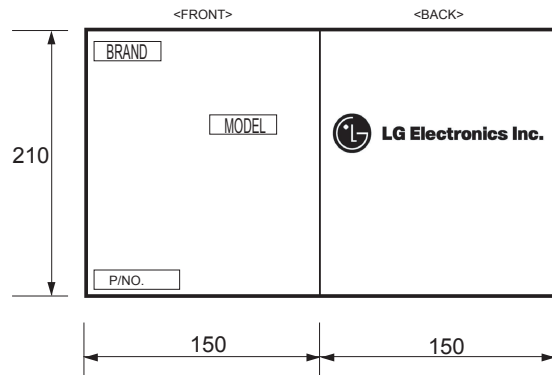 <FRONT>
<BACK>
BRAND
MODEL
LG Electronics Inc.
210
P/NO.
150
150